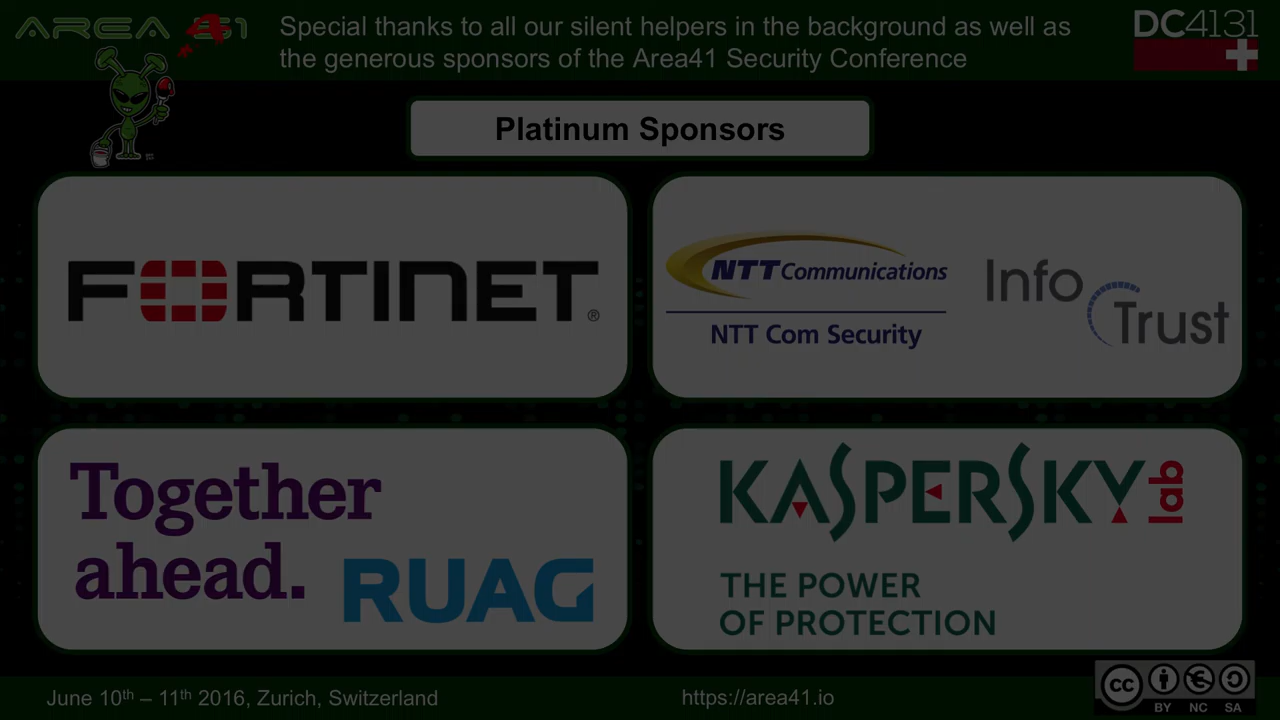 AREA 41
Special thanks to all our silent helpers in the background as well as
the generous sponsors of the Area41 Security Conference
DC4131
Platinum Sponsors
FORTINET®
NTT Communications
NTT Com Security
Info
Trust
Together
ahead.
RUAG
KASPERSKY lab
THE POWER
OF PROTECTION
June 10th – 11th 2016, Zurich, Switzerland
https://area41.io
cc
BY NC SA